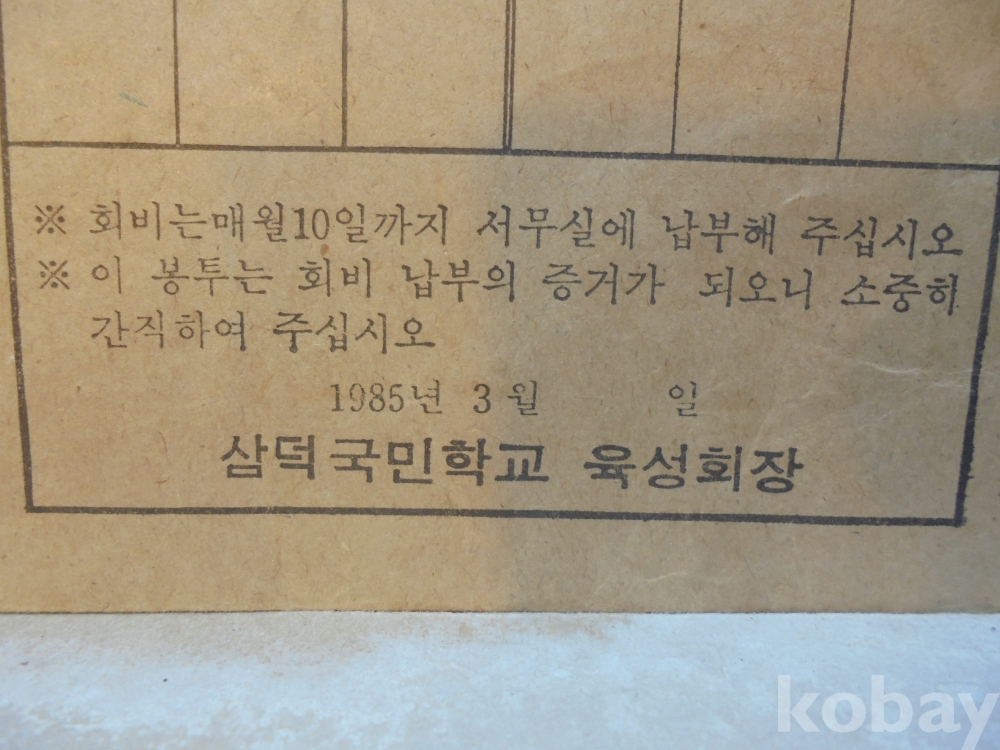 ※ 회비는매월10일까지 서무실에 납부해 주십시오
※ 이 봉투는 회비 납부의 증거가 되오니 소중히
간직하여 주십시오
1985년 3월 일
삼덕국민학교 육성회장
kobay